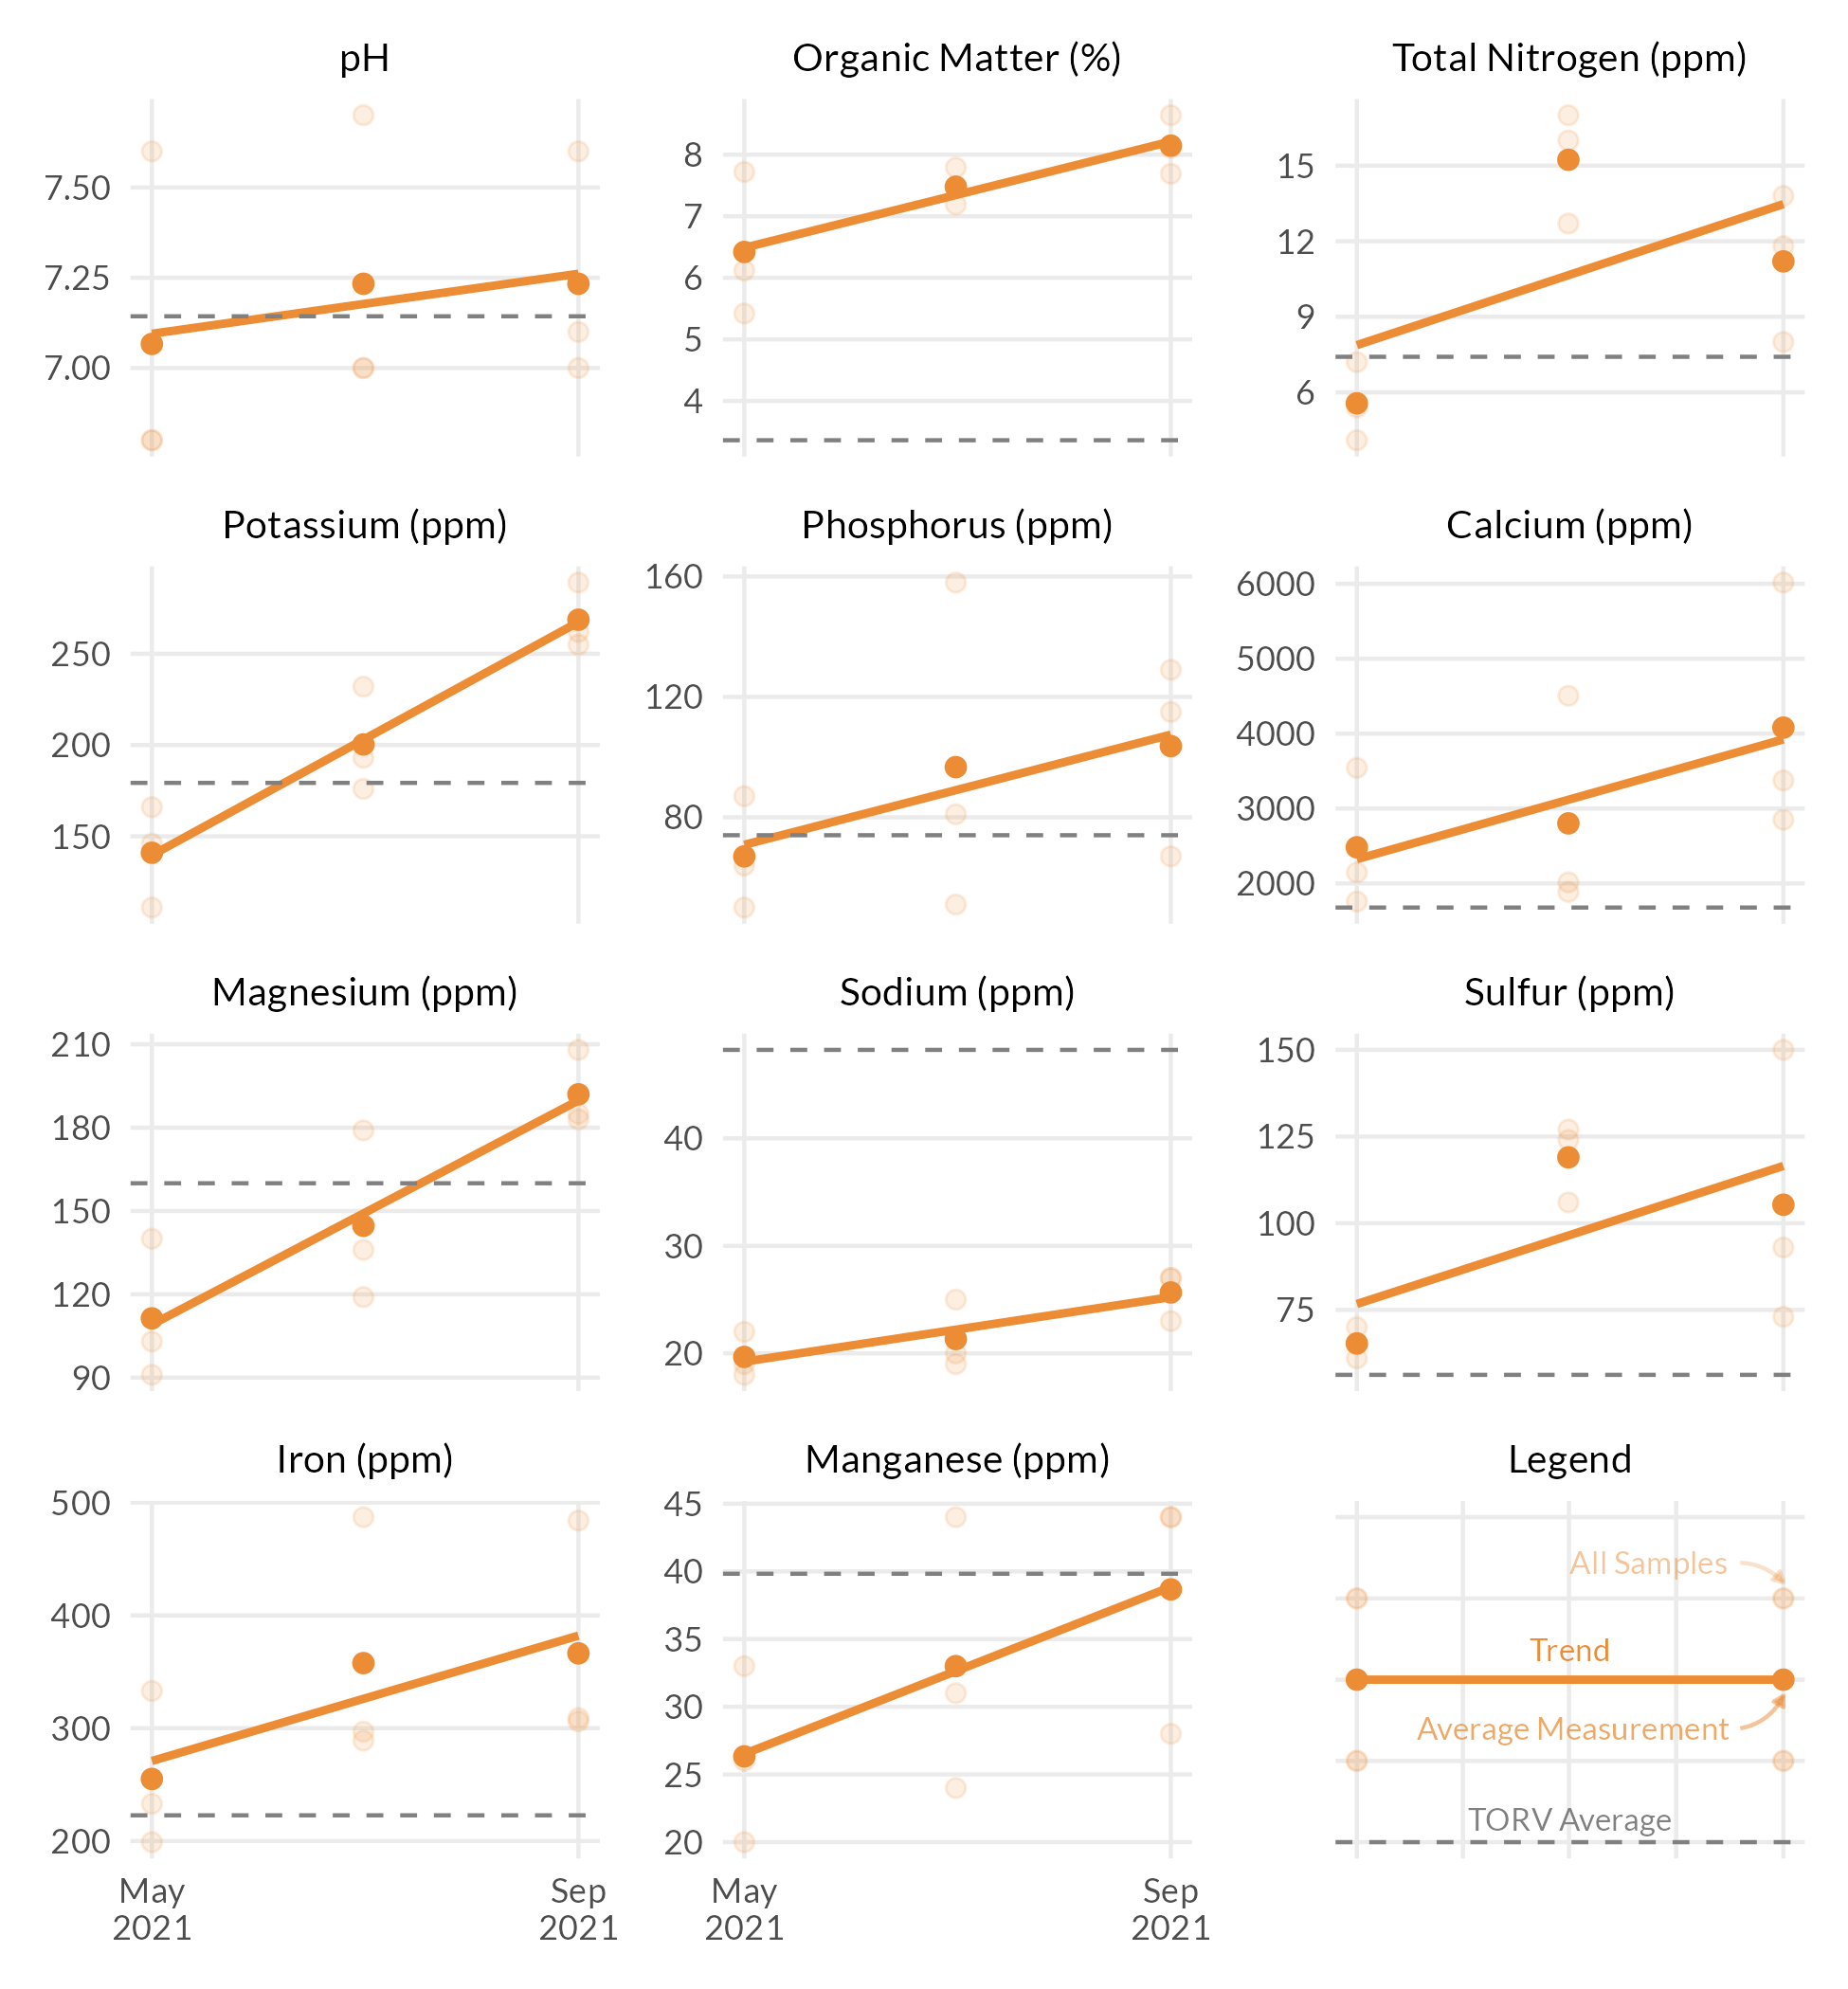 pH
Organic Matter (%)
Total Nitrogen (ppm)
7.50
7.25
7.00
8
7
6
5
4
15
12
9
6
Potassium (ppm)
Phosphorus (ppm)
Calcium (ppm)
250
200
150
160
120
80
6000
5000
4000
3000
2000
Magnesium (ppm)
Sodium (ppm)
Sulfur (ppm)
210
180
150
120
90
40
30
20
150
125
100
75
Iron (ppm)
Manganese (ppm)
Legend
500
400
300
200
45
40
35
30
25
20
All Samples
Trend
Average Measurement
TORV Average
May
2021
Sep
2021
May
2021
Sep
2021